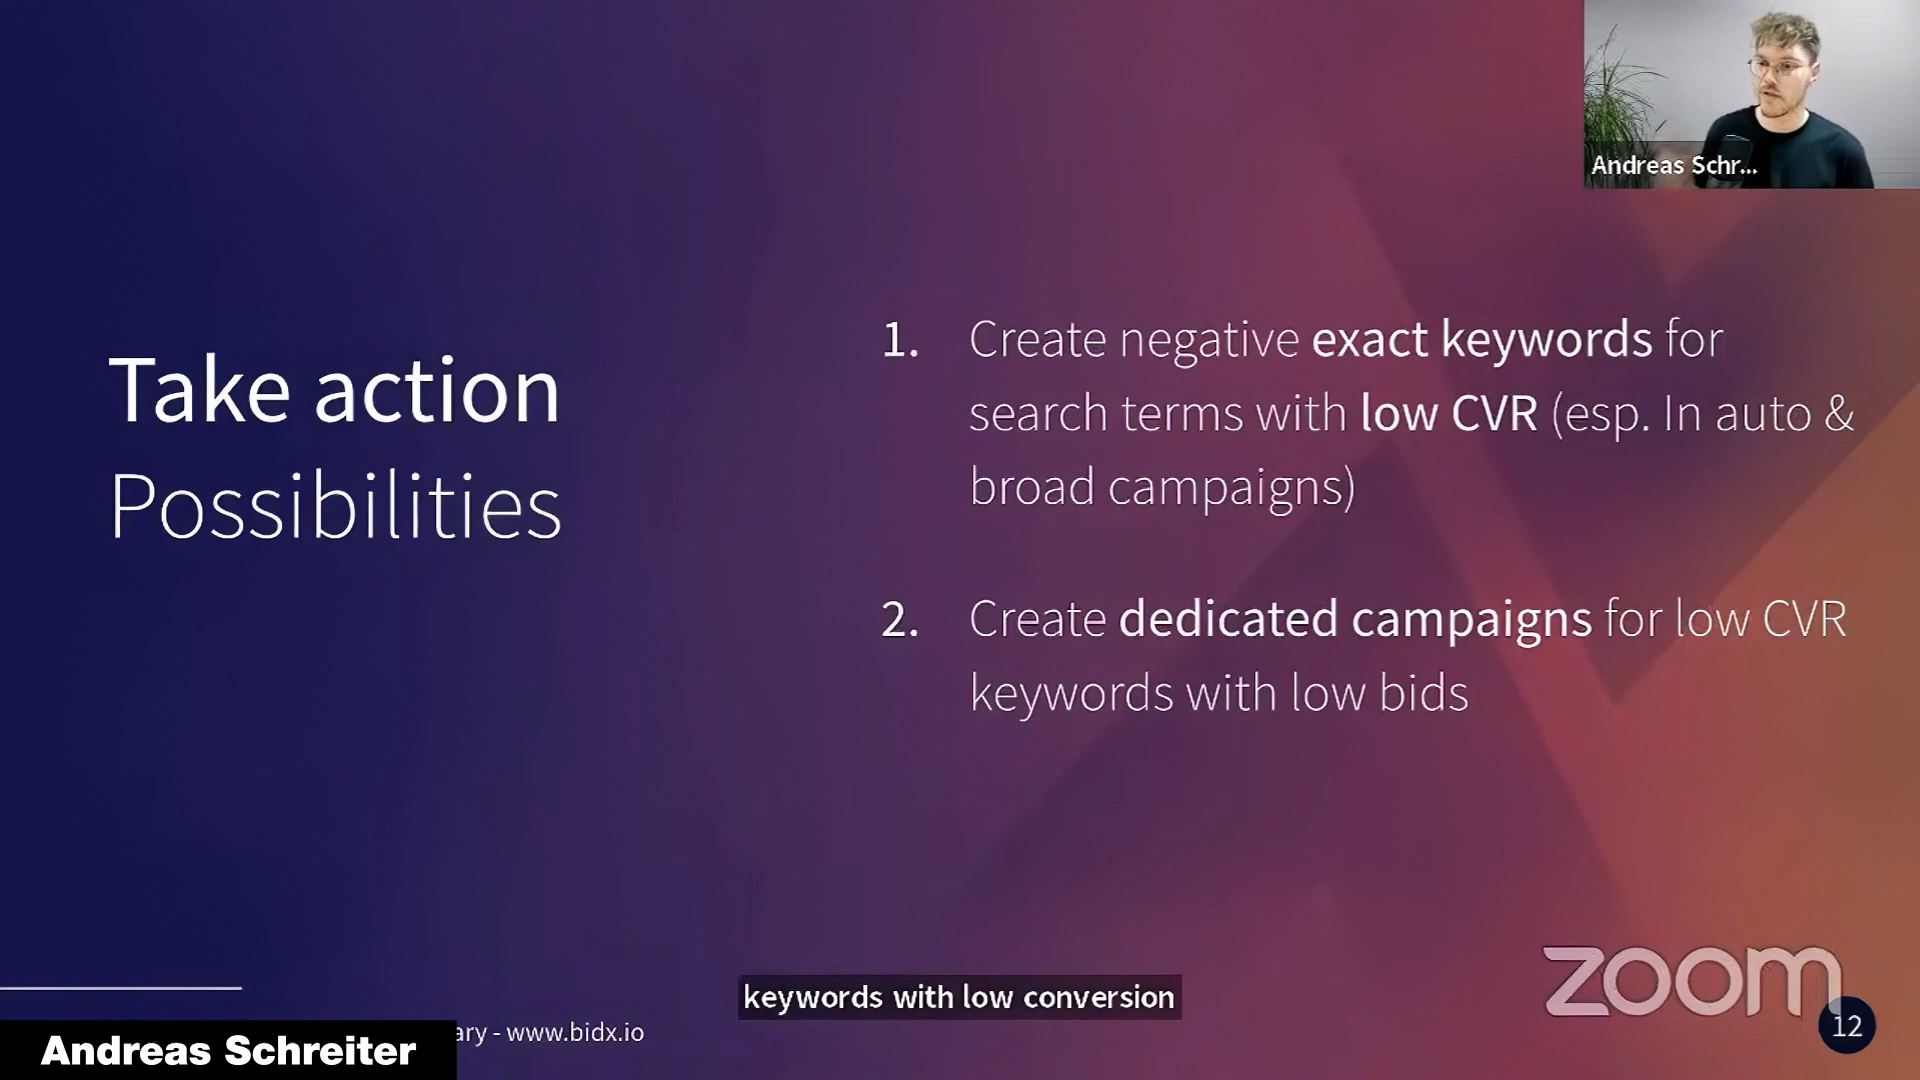 Andreas Schr...
Take action
Possibilities
1. Create negative exact keywords for
search terms with low CVR (esp. In auto &
broad campaigns)
2. Create dedicated campaigns for low CVR
keywords with low bids
keywords with low conversion
zoom
12
ary - www.bidx.io
Andreas Schreiter